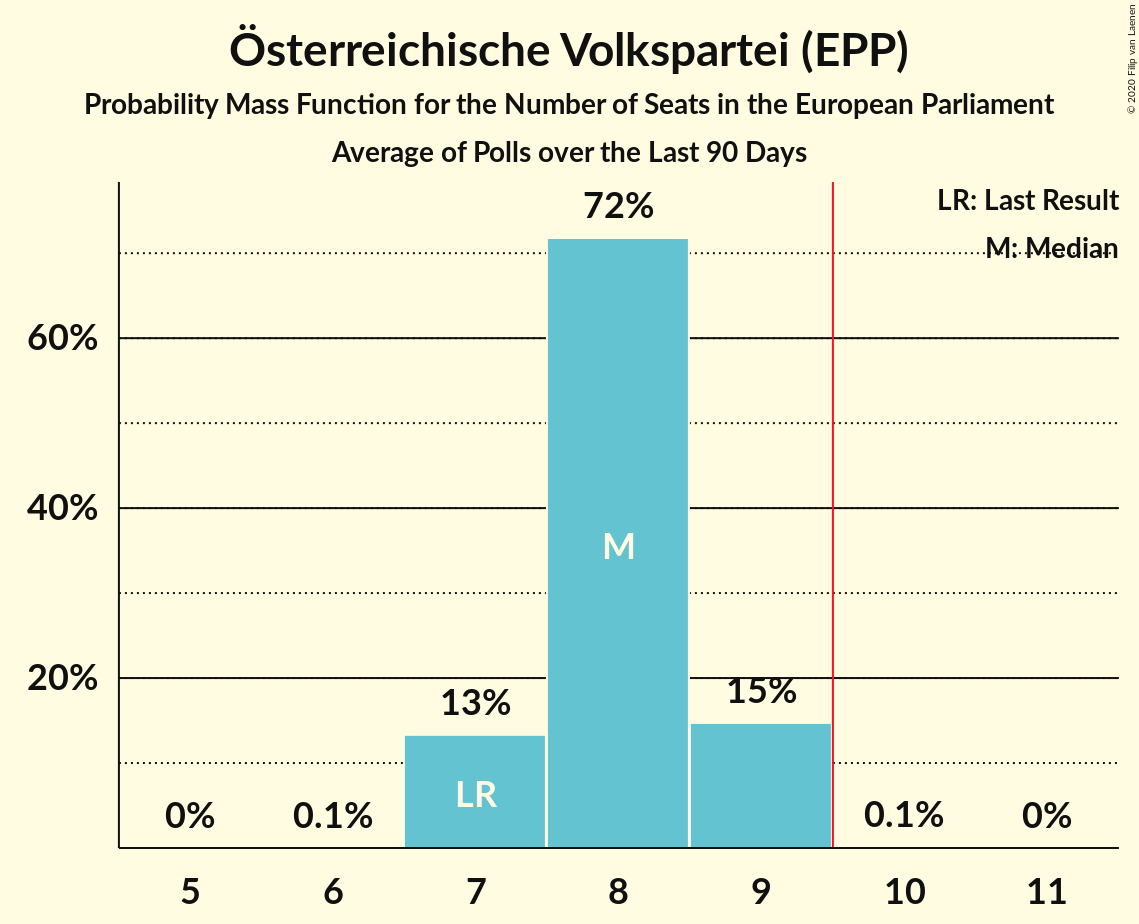 Österreichische Volkspartei (EPP)
Probability Mass Function for the Number of Seats in the European Parliament
Average of Polls over the Last 90 Days
© 2020 Filip van Laenen
LR: Last Result
M: Median
72%
60%
40%
M
20%
15%
13%
LR
0%
0.1%
0.1%
0%
5
6
7
8
9
10
11